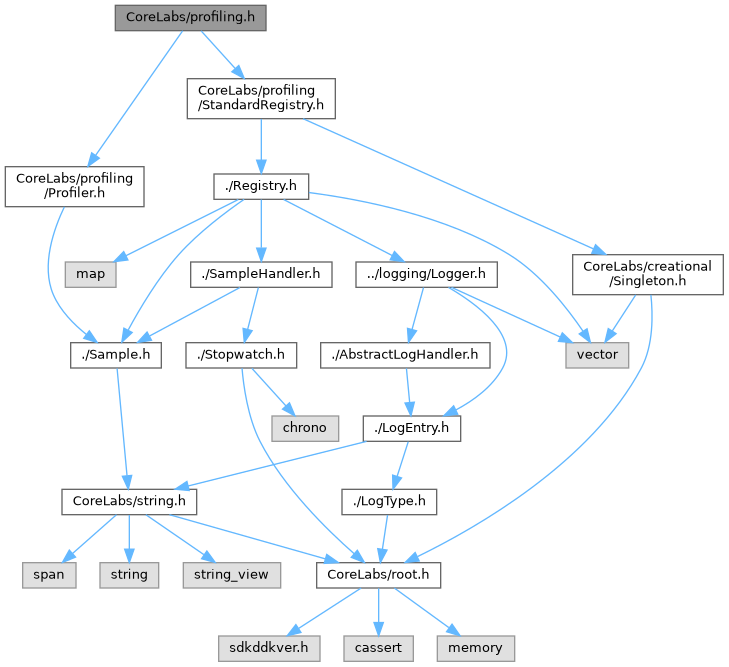 CoreLabs/profiling.h
CoreLabs/profiling
/StandardRegistry.h
CoreLabs/profiling
/Profiler.h
./Registry.h
map
./SampleHandler.h
../logging/Logger.h
CoreLabs/creational
/Singleton.h
./Sample.h
./Stopwatch.h
./AbstractLogHandler.h
vector
chrono
./LogEntry.h
CoreLabs/string.h
./LogType.h
span
string
string_view
CoreLabs/root.h
sdkddkver.h
cassert
memory